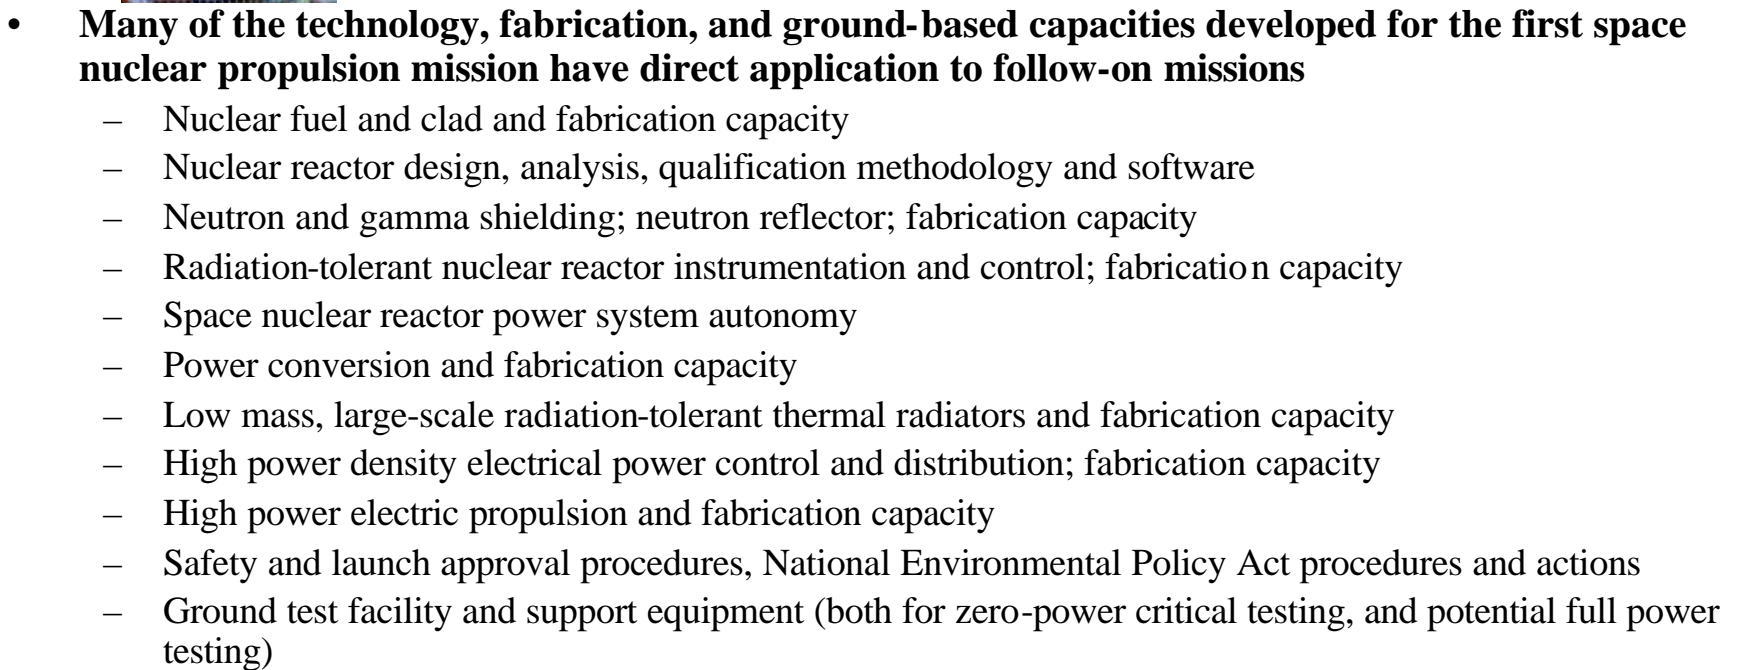 • Many of the technology, fabrication, and ground-based capacities developed for the first space
nuclear propulsion mission have direct application to follow-on missions
– Nuclear fuel and clad and fabrication capacity
– Nuclear reactor design, analysis, qualification methodology and software
– Neutron and gamma shielding; neutron reflector; fabrication capacity
– Radiation-tolerant nuclear reactor instrumentation and control; fabrication capacity
– Space nuclear reactor power system autonomy
– Power conversion and fabrication capacity
– Low mass, large-scale radiation-tolerant thermal radiators and fabrication capacity
– High power density electrical power control and distribution; fabrication capacity
– High power electric propulsion and fabrication capacity
– Safety and launch approval procedures, National Environmental Policy Act procedures and actions
– Ground test facility and support equipment (both for zero-power critical testing, and potential full power
testing)